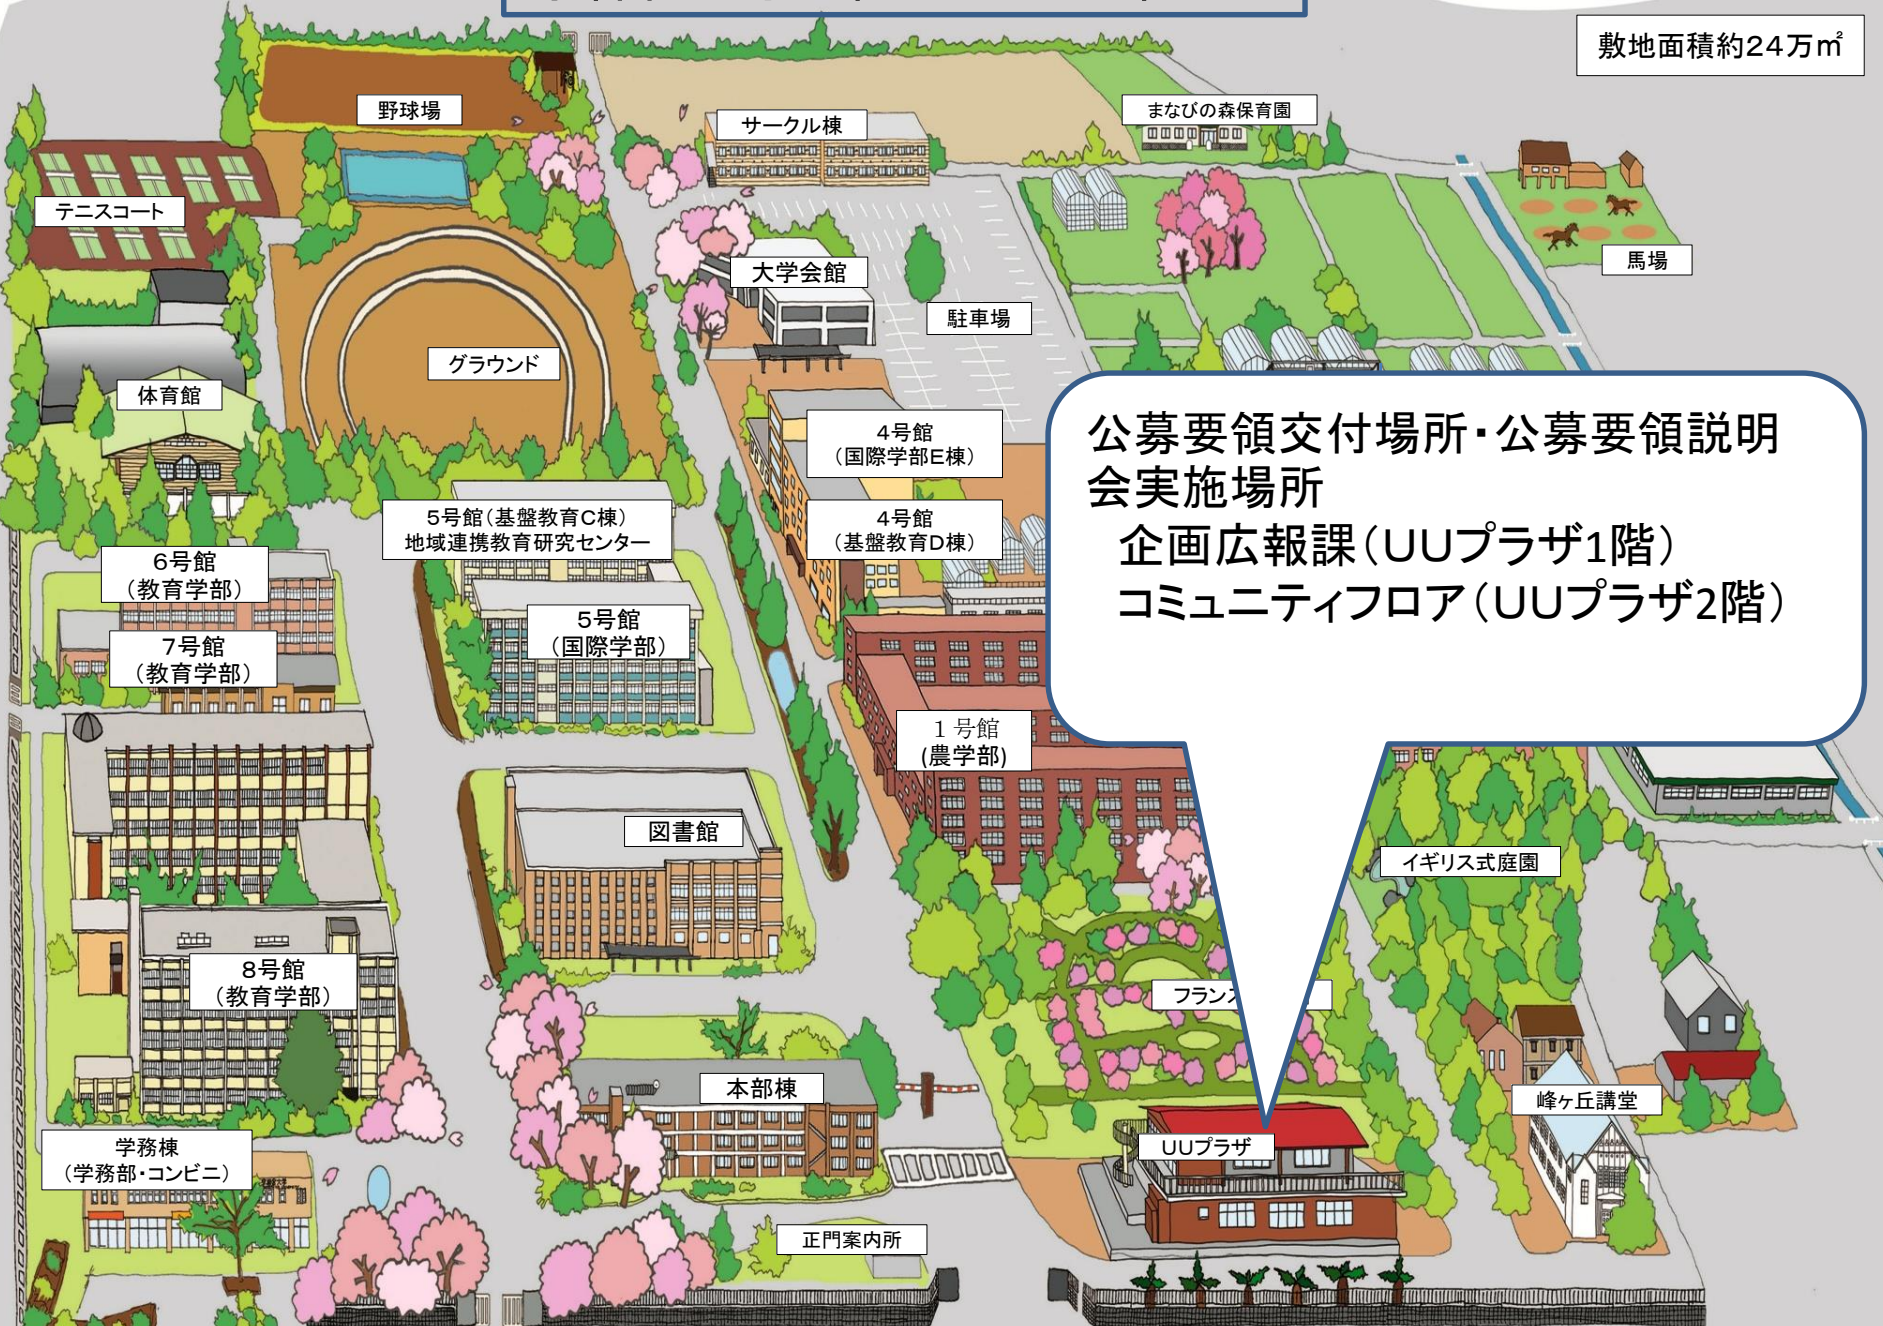 敷地面積約24万㎡
野球場
サークル棟
まなびの森保育園
テニスコート
大学会館
馬場
駐車場
グラウンド
体育館
4号館
（国際学部E棟）
公募要領交付場所・公募要領説明
会実施場所
企画広報課（UUプラザ1階）
コミュニティフロア（UUプラザ2階）
5号館（基盤教育C棟）
地域連携教育研究センター
4号館
（基盤教育D棟）
6号館
（教育学部）
5号館
（国際学部）
7号館
（教育学部）
１号館
(農学部)
図書館
イギリス式庭園
8号館
（教育学部）
フランス
本部棟
峰ヶ丘講堂
学務棟
（学務部・コンビニ）
UUプラザ
正門案内所